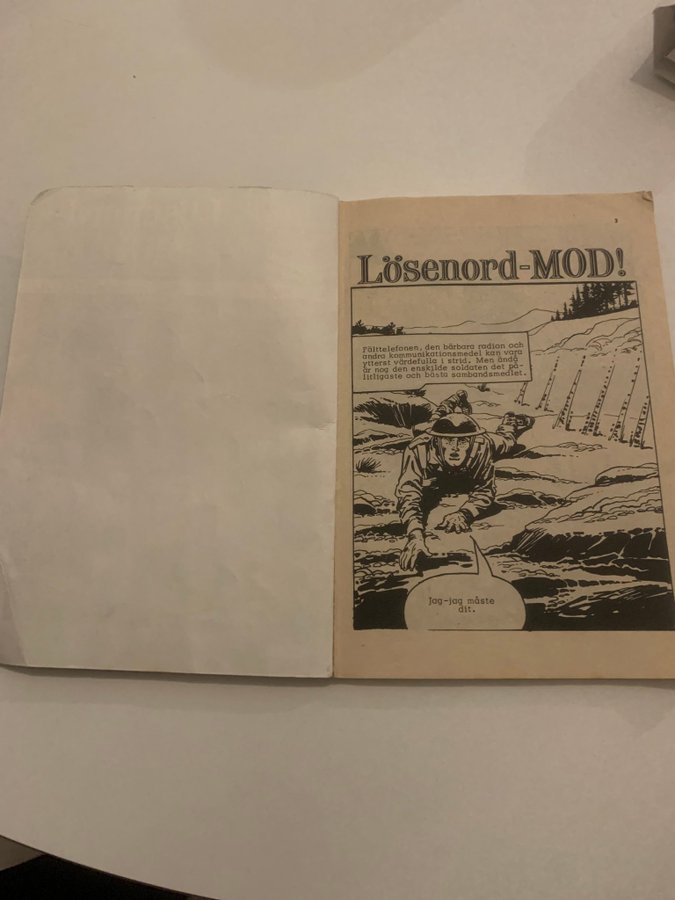 3
Lösenord-MOD!
Fälttelefonen, den bärbara radion och
andra kommunikationsmedel kan vara
ytterst värdefulla i strid. Men ändå
är nog den enskilde soldaten det på-
litligaste och bästa sambandsmedlet.
Jag-jag måste
dit.